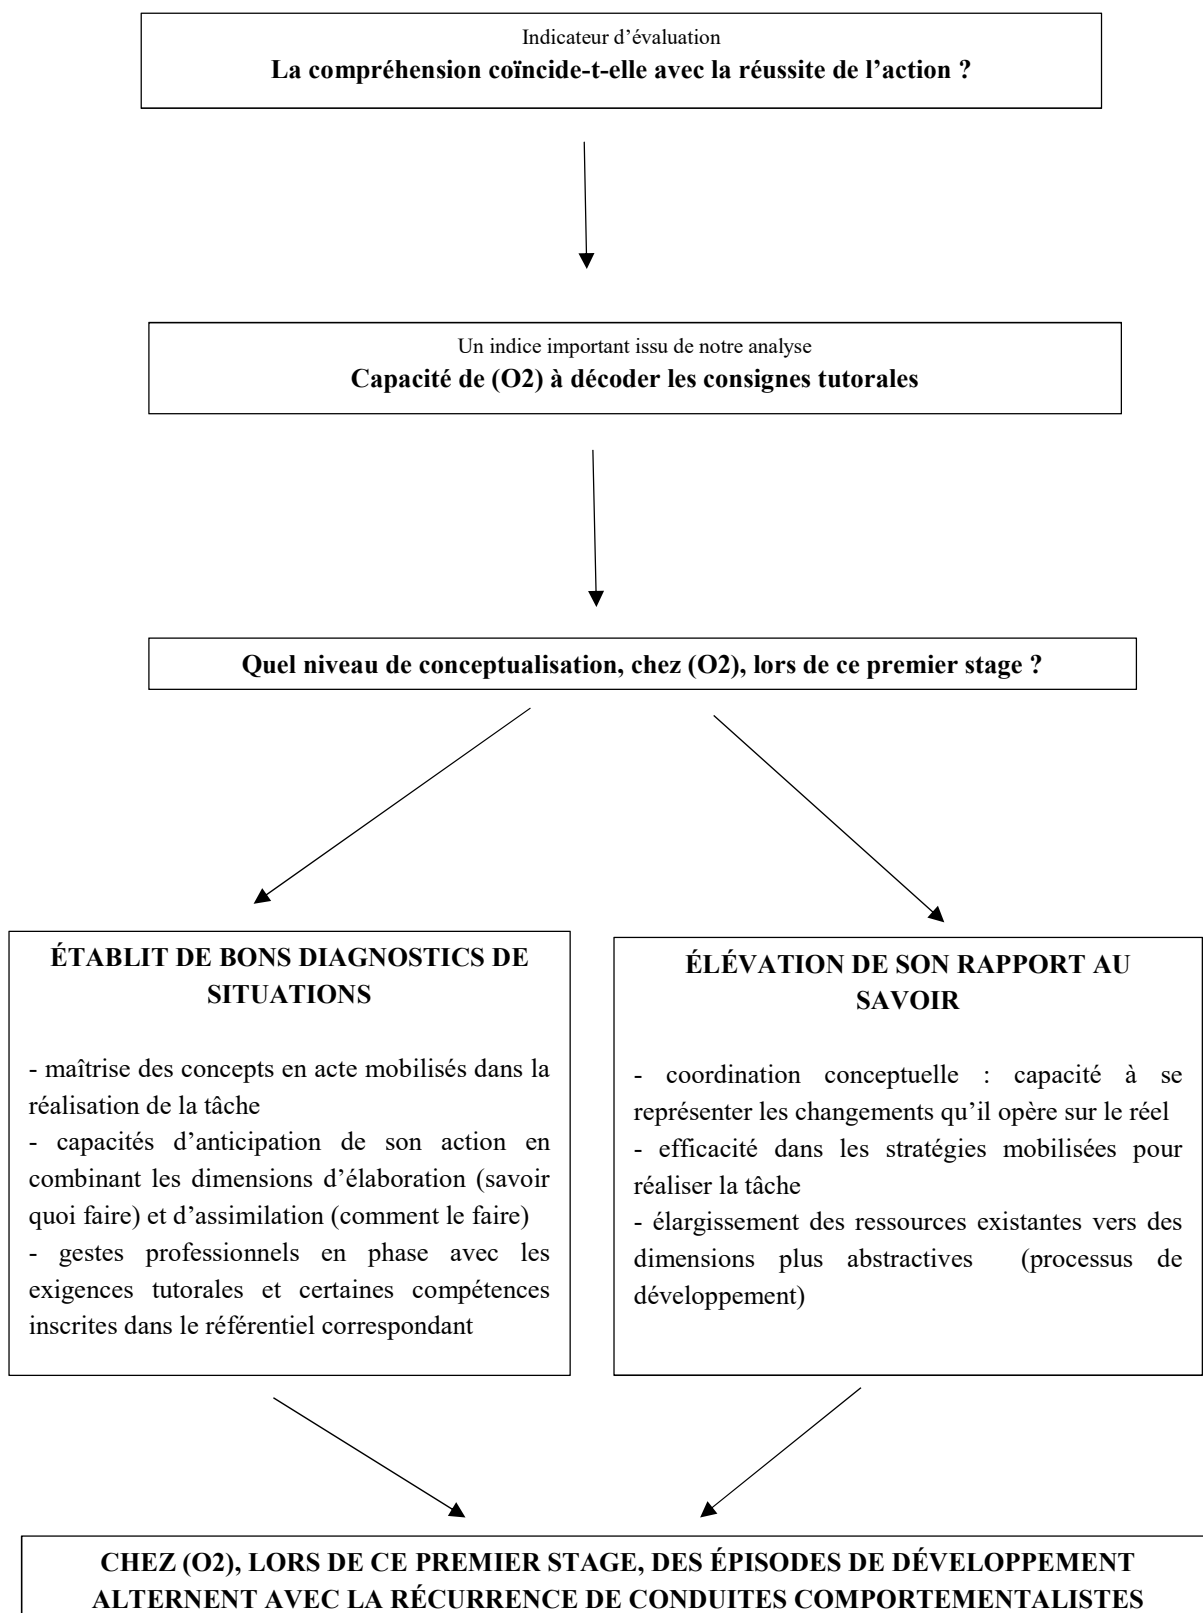 Indicateur d’évaluation
La compréhension coïncide-t-elle avec la réussite de l’action ?
Un indice important issu de notre analyse
Capacité de (O2) à décoder les consignes tutorales
Quel niveau de conceptualisation, chez (O2), lors de ce premier stage ?
ÉTABLIT DE BONS DIAGNOSTICS DE
SITUATIONS
- maîtrise des concepts en acte mobilisés dans la
réalisation de la tâche
- capacités d’anticipation de son action en
combinant les dimensions d’élaboration (savoir
quoi faire) et d’assimilation (comment le faire)
- gestes professionnels en phase avec les
exigences tutorales et certaines compétences
inscrites dans le référentiel correspondant
ÉLÉVATION DE SON RAPPORT AU
SAVOIR
- coordination conceptuelle : capacité à se
représenter les changements qu’il opère sur le réel
- efficacité dans les stratégies mobilisées pour
réaliser la tâche
- élargissement des ressources existantes vers des
dimensions plus abstractives (processus de
développement)
CHEZ (O2), LORS DE CE PREMIER STAGE, DES ÉPISODES DE DÉVELOPPEMENT
ALTERNENT AVEC LA RÉCURRENCE DE CONDUITES COMPORTEMENTALISTES